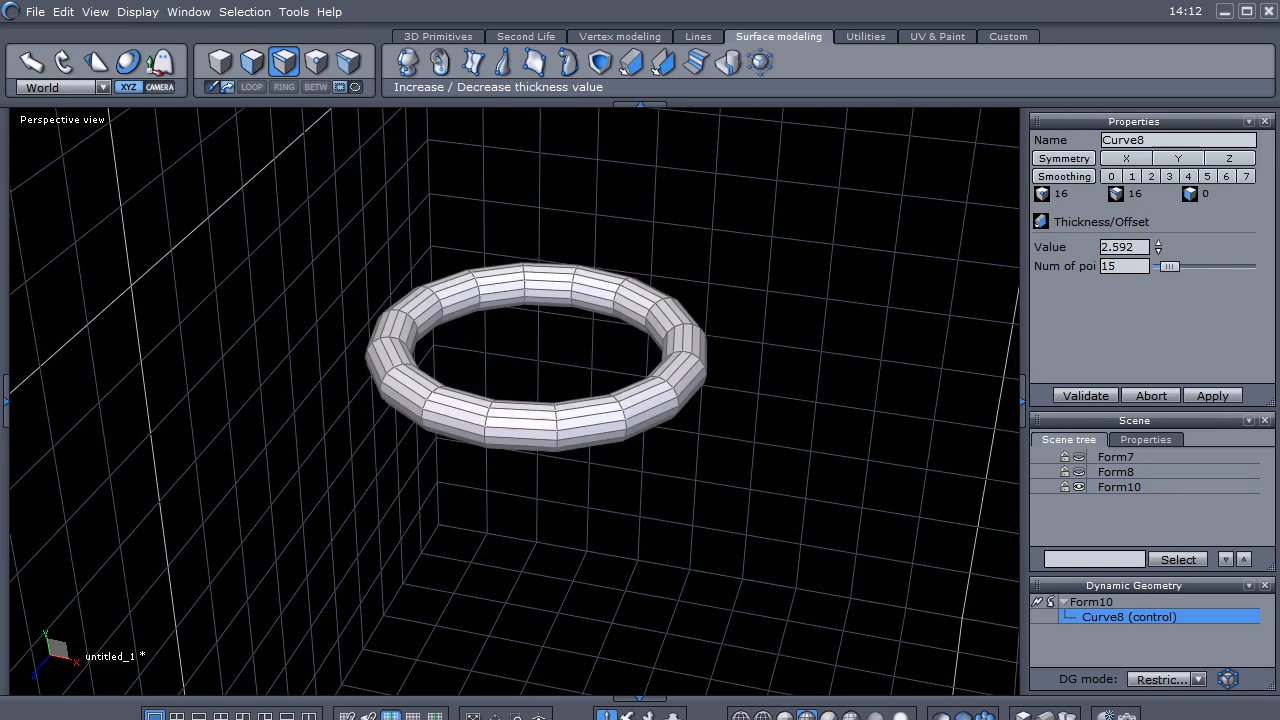 File Edit View Display Window Selection Tools Help 14:12
3D Primitives Second Life Vertex modeling Lines Surface modeling Utilities UV & Paint Custom
World XYZ CAMERA LOOP RING BETW Increase / Decrease thickness value
Perspective view
Properties
Name Curve8
Symmetry X Y Z
Smoothing 0 1 2 3 4 5 6 7
16 16 0
Thickness/Offset
Value 2.592
Num of poi 15
Validate Abort Apply
Scene
Scene tree Properties
Form7
Form8
Form10
Select
Dynamic Geometry
Form10
Curve8 (control)
DG mode: Restric...
Y
X
Z
untitled_1 *